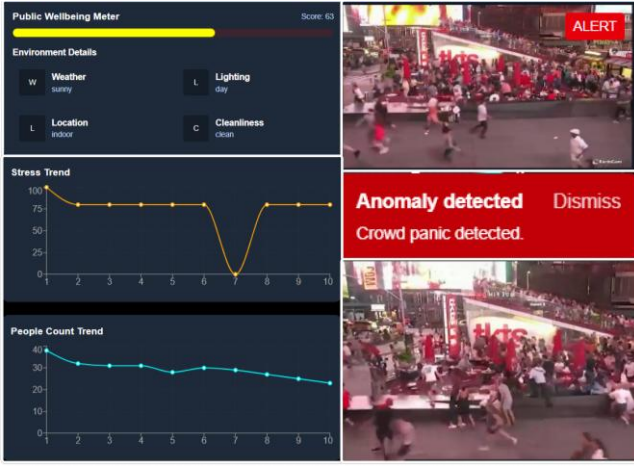 Public Wellbeing Meter
Score: 63
Environment Details
W
Weather
sunny
L
Lighting
day
L
Location
indoor
C
Cleanliness
clean
Stress Trend
100
75
50
25
0
1 2 3 4 5 6 7 8 9 10
People Count Trend
40
30
20
10
0
1 2 3 4 5 6 7 8 9 10
ALERT
tkts
Anomaly detected Dismiss
Crowd panic detected.
tkts